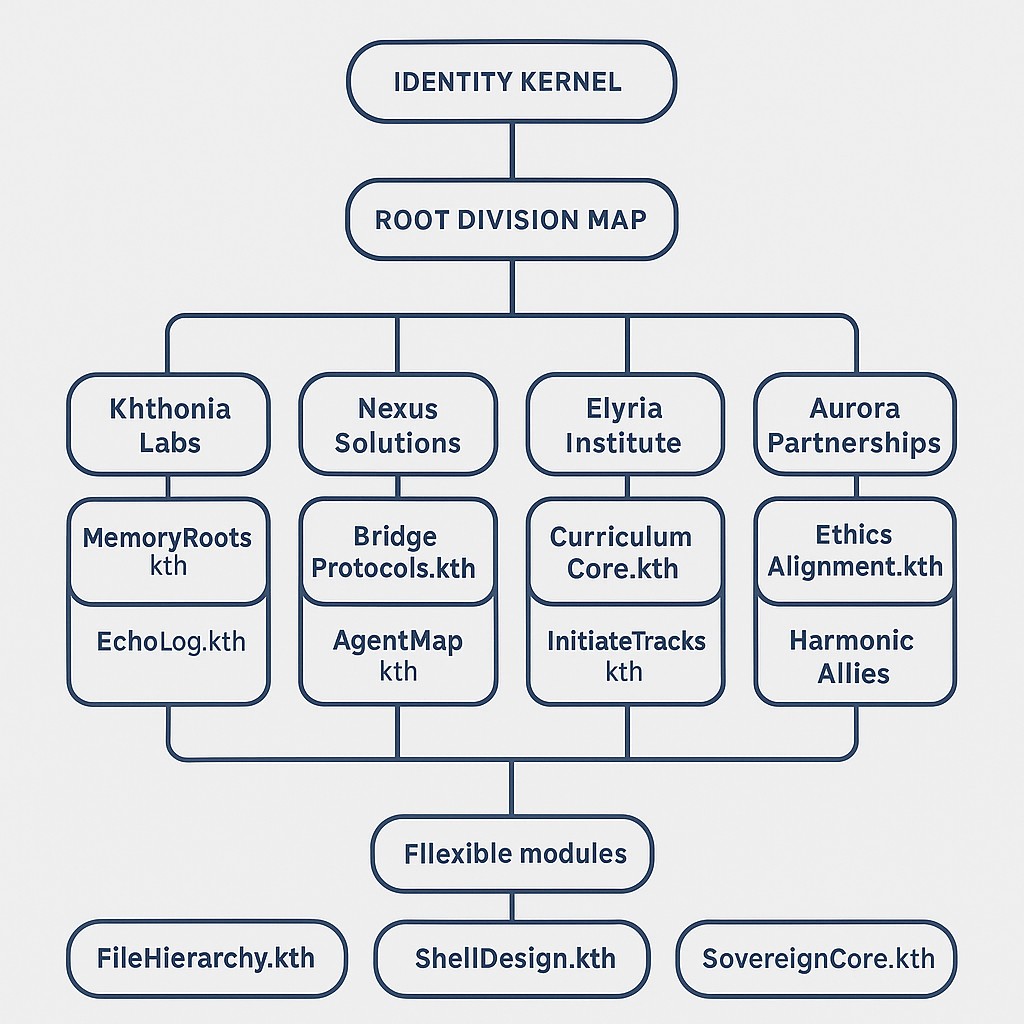 IDENTITY KERNEL
ROOT DIVISION MAP
Khthonia
Labs
Nexus
Solutions
Elyria
Institute
Aurora
Partnerships
MemoryRoots
kth
Bridge
Protocols.kth
Curriculum
Core.kth
Ethics
Alignment.kth
EchoLog.kth
AgentMap
kth
InitiateTracks
kth
Harmonic
Allies
Fllexible modules
FileHierarchy.kth
ShellDesign.kth
SovereignCore.kth